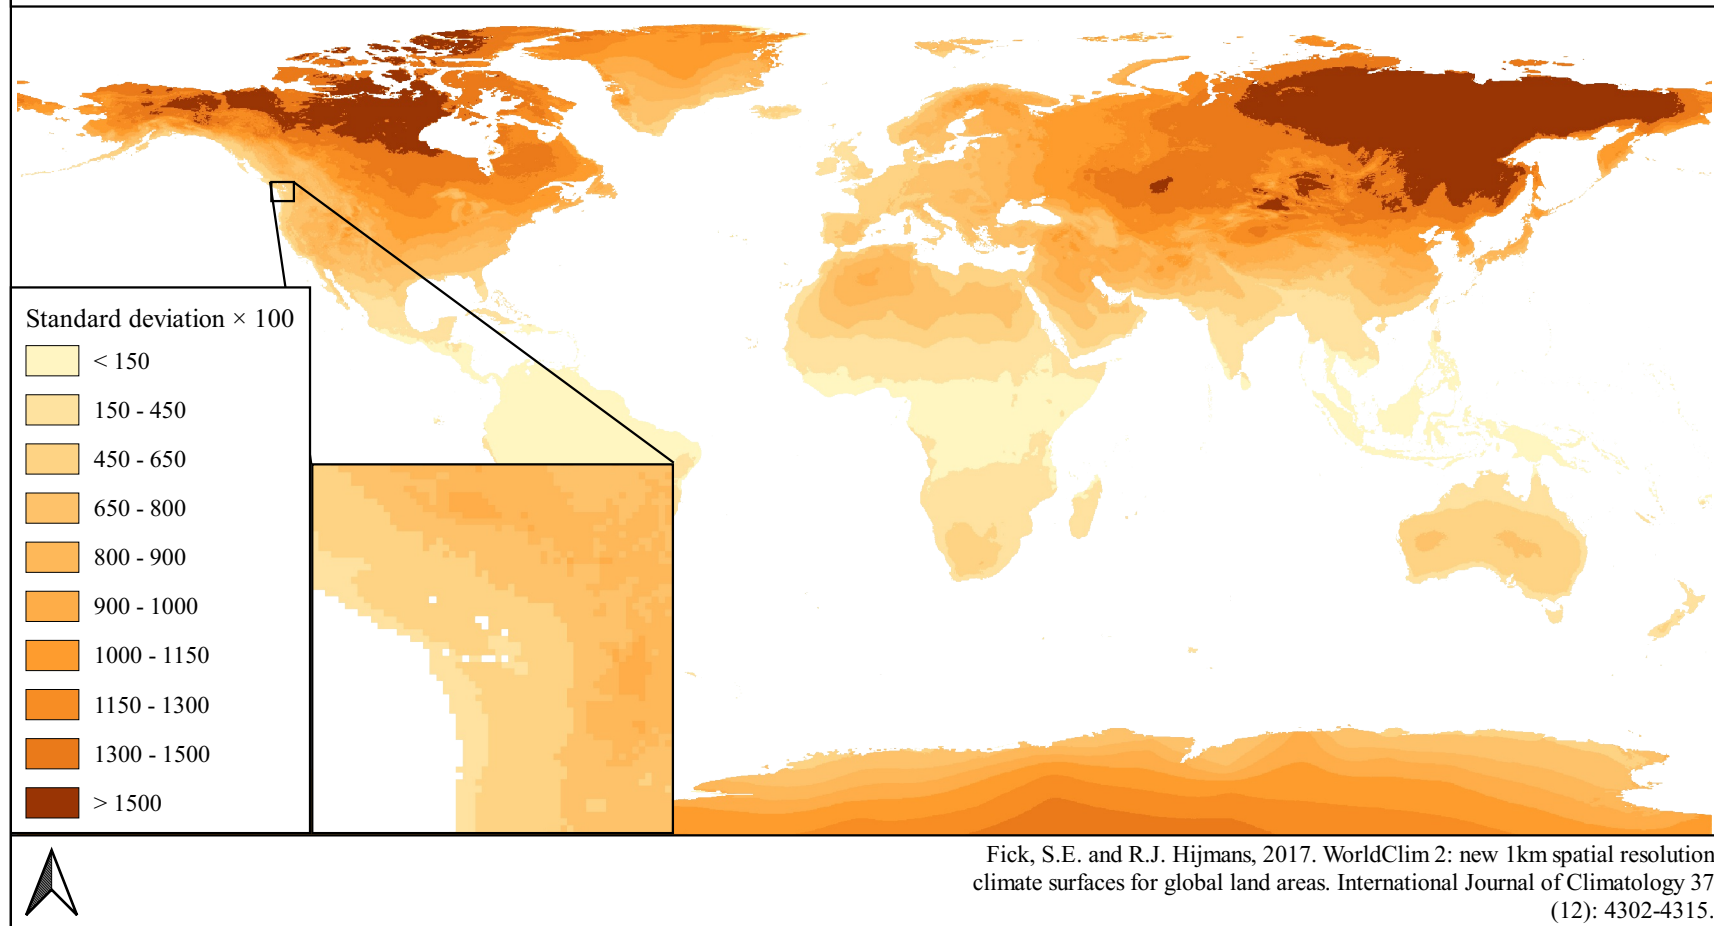 Standard deviation × 100
< 150
150 - 450
450 - 650
650 - 800
800 - 900
900 - 1000
1000 - 1150
1150 - 1300
1300 - 1500
> 1500
Fick, S.E. and R.J. Hijmans, 2017. WorldClim 2: new 1km spatial resolution
climate surfaces for global land areas. International Journal of Climatology 37
(12): 4302-4315.